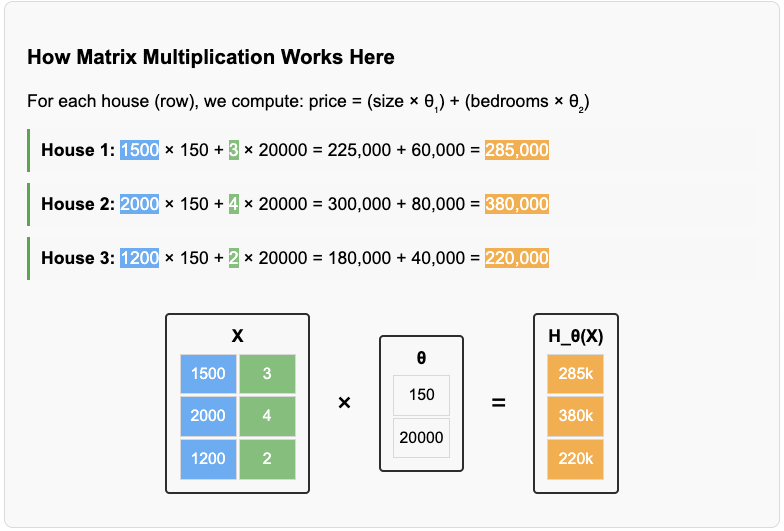 How Matrix Multiplication Works Here
For each house (row), we compute: price = (size × θ₁) + (bedrooms × θ₂)
House 1: 1500 × 150 + 3 × 20000 = 225,000 + 60,000 = 285,000
House 2: 2000 × 150 + 4 × 20000 = 300,000 + 80,000 = 380,000
House 3: 1200 × 150 + 2 × 20000 = 180,000 + 40,000 = 220,000
X
1500 3
2000 4
1200 2
×
θ
150
20000
=
H_θ(X)
285k
380k
220k